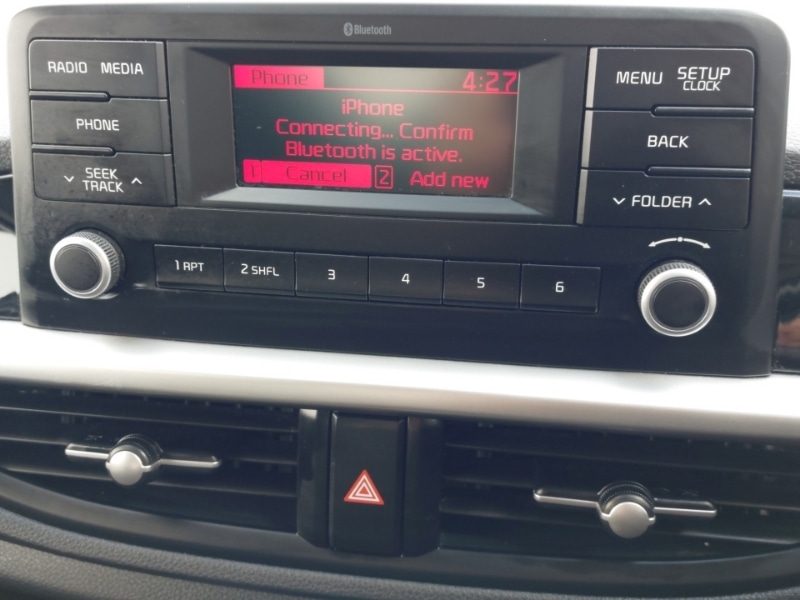 Bluetooth
RADIO MEDIA
PHONE
SEEK
TRACK
Phone 4:27
iPhone
Connecting... Confirm
Bluetooth is active.
1 Cancel 2 Add new
MENU SETUP
CLOCK
BACK
FOLDER
1 RPT 2 SHFL 3 4 5 6